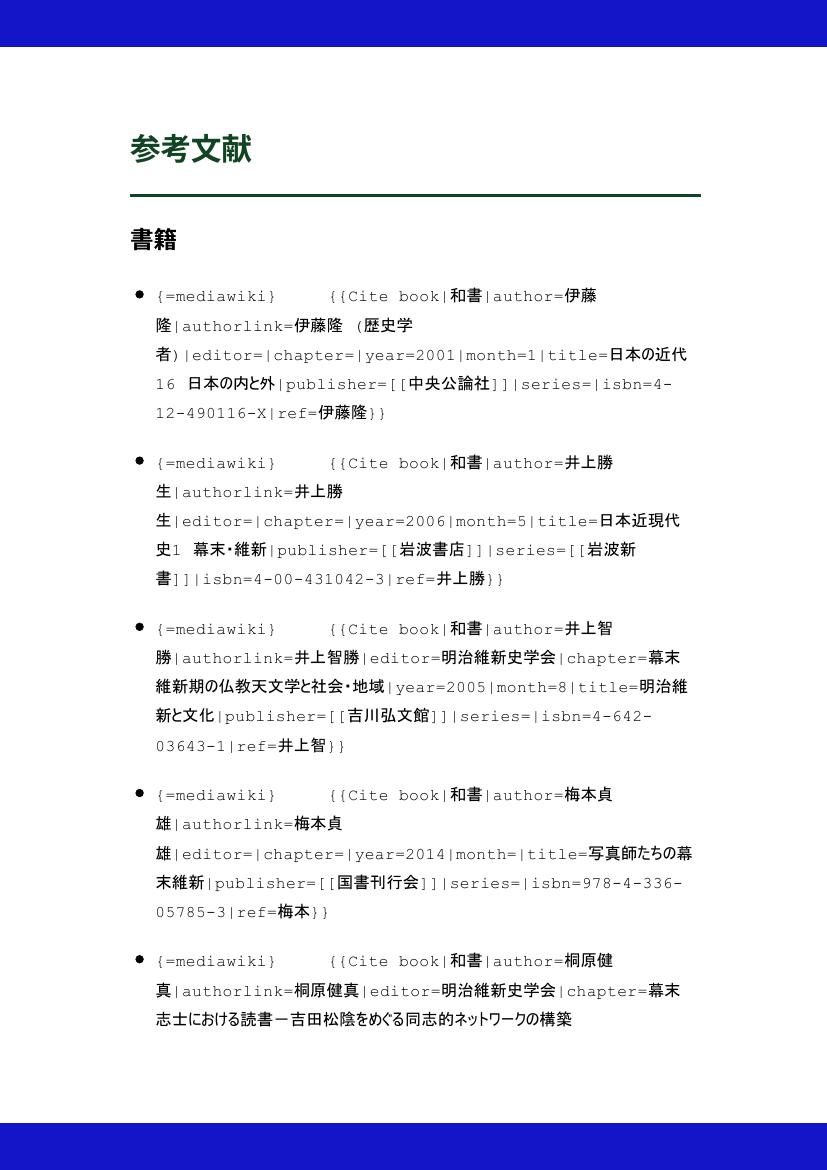 参考文献
書籍
{=mediawiki} {{Cite book|和書|author=伊藤
隆|authorlink=伊藤隆 (歴史学
者)|editor=|chapter=|year=2001|month=1|title=日本の近代
16 日本の内と外|publisher=[[中央公論社]]|series=|isbn=4-
12-490116-X|ref=伊藤隆}}
{=mediawiki} {{Cite book|和書|author=井上勝
生|authorlink=井上勝
生|editor=|chapter=|year=2006|month=5|title=日本近現代
史1 幕末・維新|publisher=[[岩波書店]]|series=[[岩波新
書]]|isbn=4-00-431042-3|ref=井上勝}}
{=mediawiki} {{Cite book|和書|author=井上智
勝|authorlink=井上智勝|editor=明治維新史学会|chapter=幕末
維新期の仏教天文学と社会・地域|year=2005|month=8|title=明治維
新と文化|publisher=[[吉川弘文館]]|series=|isbn=4-642-
03643-1|ref=井上智}}
{=mediawiki} {{Cite book|和書|author=梅本貞
雄|authorlink=梅本貞
雄|editor=|chapter=|year=2014|month=|title=写真師たちの幕
末維新|publisher=[[国書刊行会]]|series=|isbn=978-4-336-
05785-3|ref=梅本}}
{=mediawiki} {{Cite book|和書|author=桐原健
真|authorlink=桐原健真|editor=明治維新史学会|chapter=幕末
志士における読書－吉田松陰をめぐる同志的ネットワークの構築